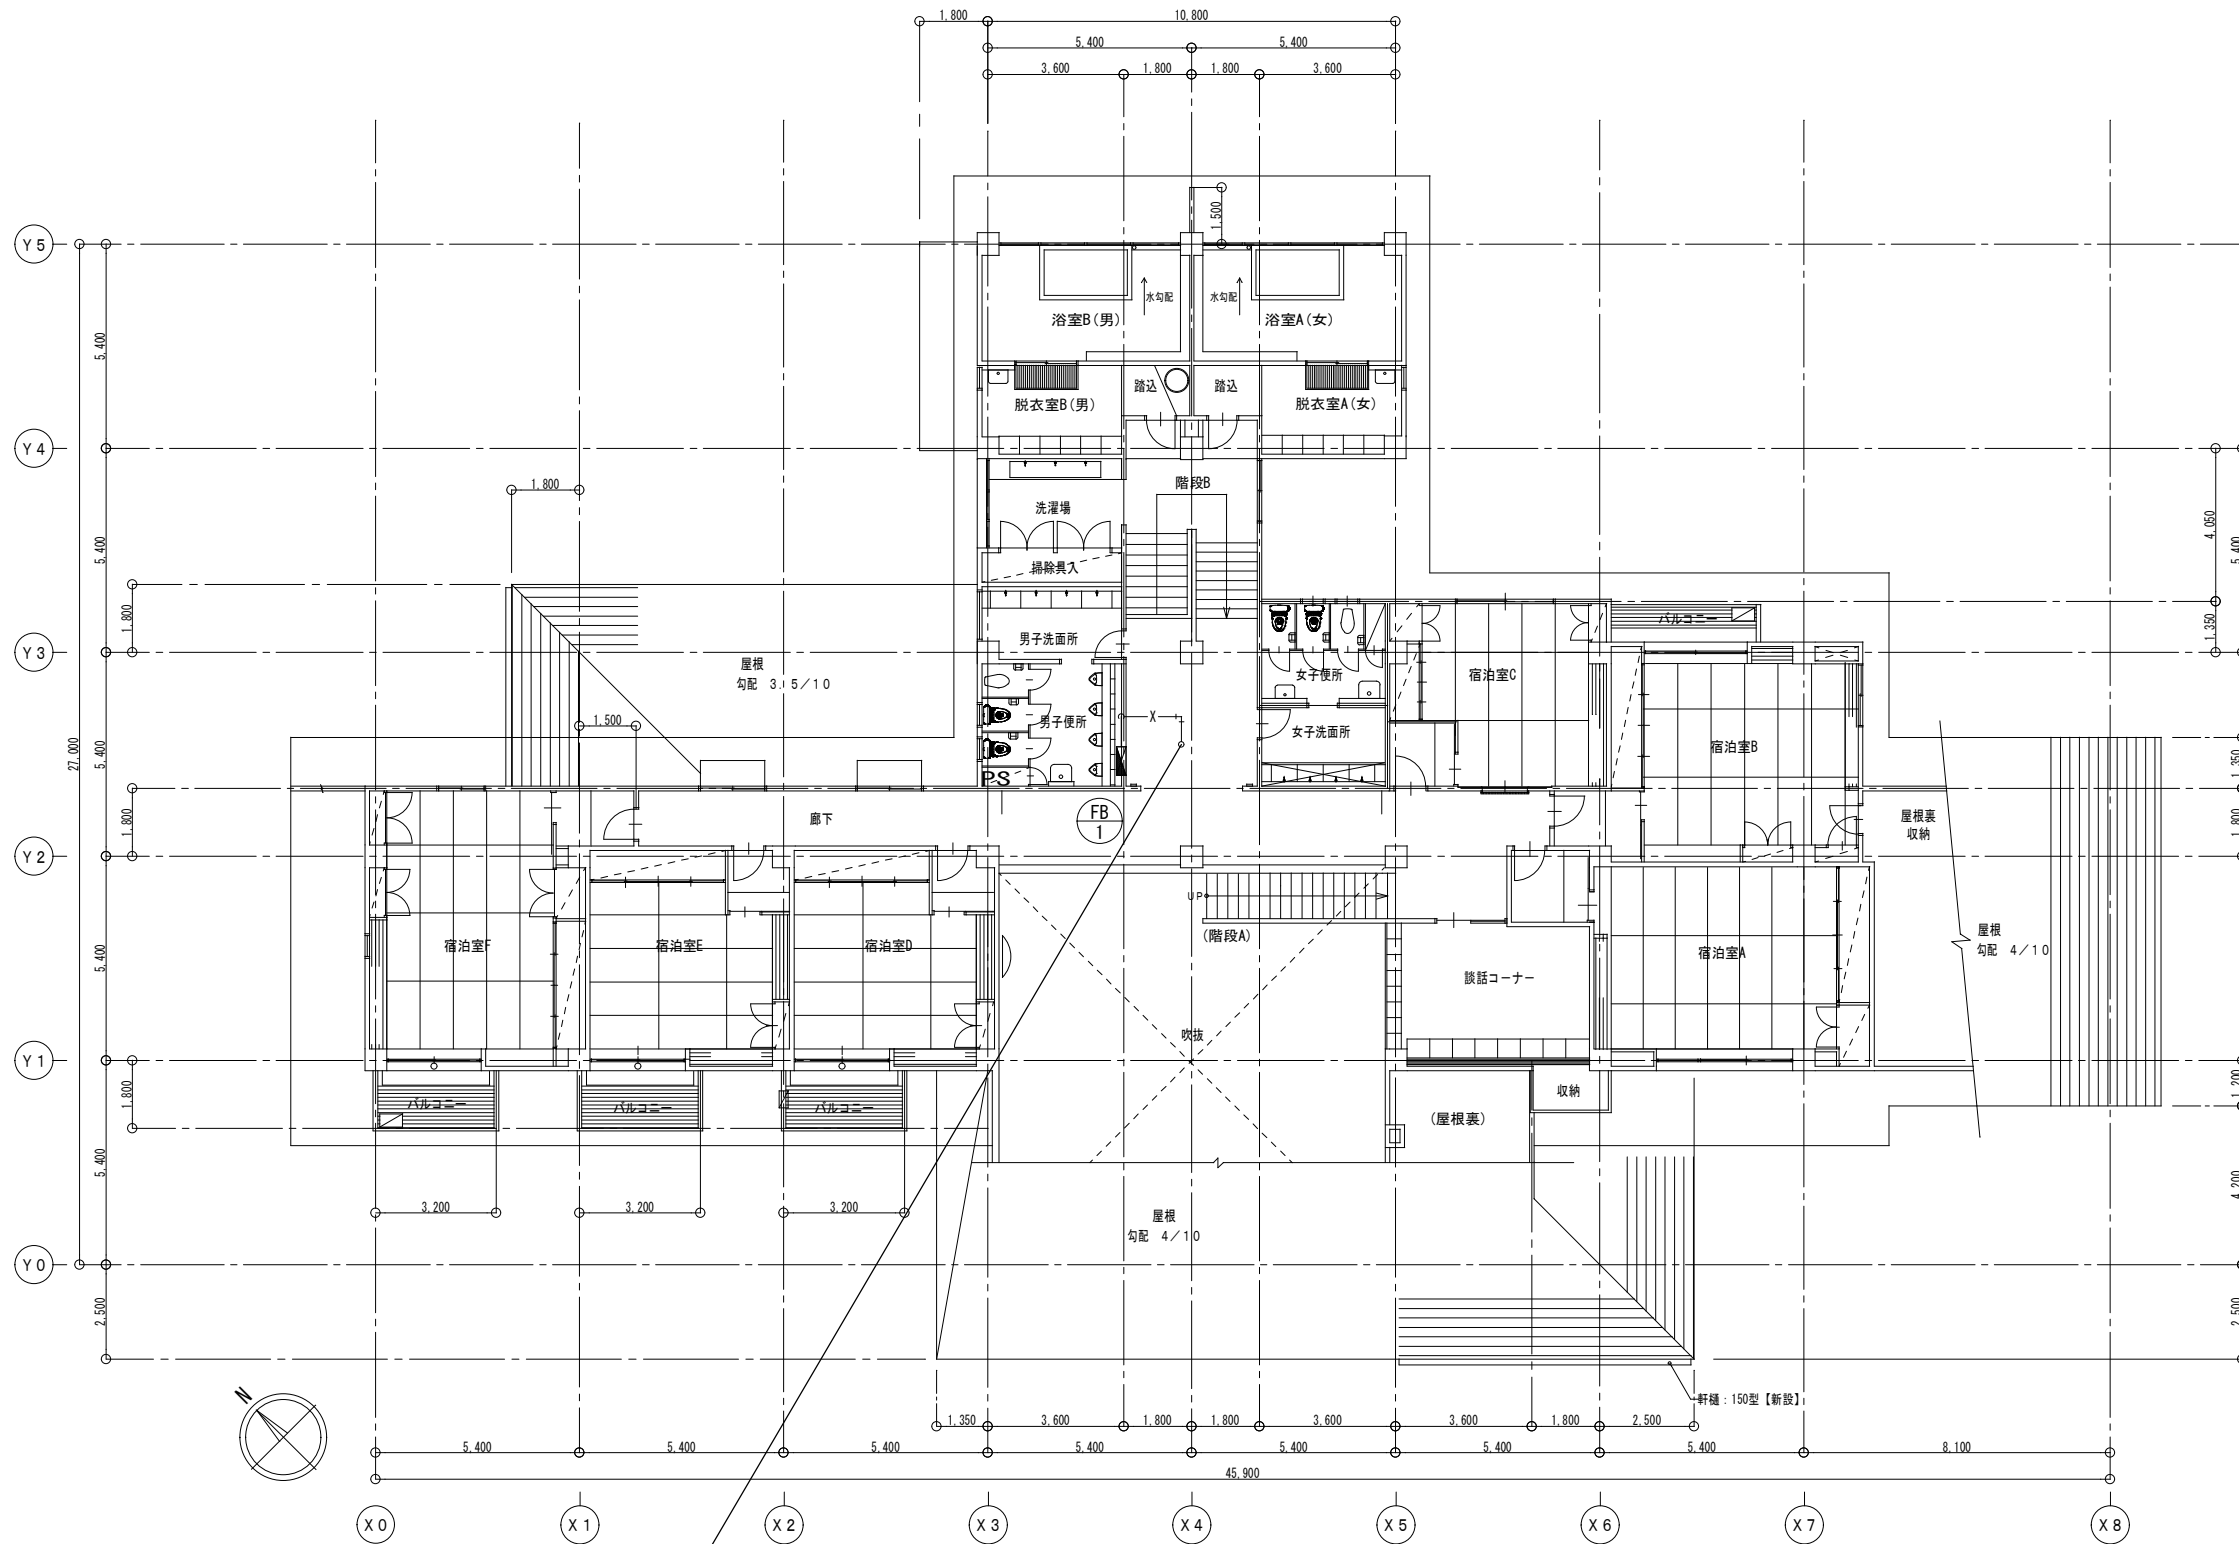 1,800
10,800
5,400
5,400
3,600
1,800
1,800
3,600
1,500
Y5
水勾配
水勾配
浴室B(男)
浴室A(女)
5,400
踏込
踏込
脱衣室B(男)
脱衣室A(女)
Y4
階段B
1,800
洗濯場
4,050
5,400
5,400
掃除具入
1,800
バルコニー
1,350
男子洗面所
Y3
屋根
勾配 3.5/10
女子便所
宿泊室C
1,500
男子便所
X
女子洗面所
宿泊室B
27,000
5,400
1,350
PS
1,800
廊下
FB
1
屋根裏
収納
1,800
Y2
UP
(階段A)
宿泊室F
宿泊室E
宿泊室D
宿泊室A
屋根
勾配 4/10
5,400
談話コーナー
吹抜
Y1
1,800
バルコニー
バルコニー
バルコニー
収納
1,200
(屋根裏)
5,400
4,200
3,200
3,200
3,200
屋根
勾配 4/10
Y0
2,500
2,500
N
軒樋：150型【新設】
1,350
3,600
1,800
1,800
3,600
3,600
1,800
2,500
5,400
5,400
5,400
5,400
5,400
5,400
5,400
8,100
45,900
X0
X1
X2
X3
X4
X5
X6
X7
X8